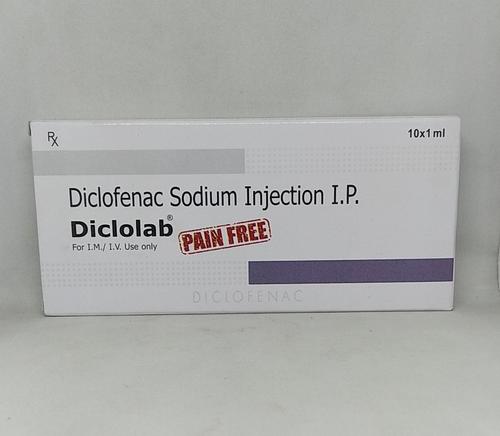 Rx
10x1 ml
Diclofenac Sodium Injection I.P.
Diclolab®
PAIN FREE
For I.M./ I.V. Use only
DICLOFENAC